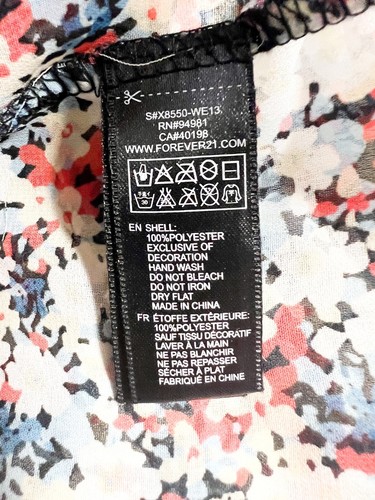 S#X8550-WE13
RN#94981
CA#40198
WWW.FOREVER21.COM
EN SHELL:
100%POLYESTER
EXCLUSIVE OF
DECORATION
HAND WASH
DO NOT BLEACH
DO NOT IRON
DRY FLAT
MADE IN CHINA
FR ÉTOFFE EXTÉRIEURE:
100%POLYESTER
SAUF TISSU DÉCORATIF
LAVER À LA MAIN
NE PAS BLANCHIR
NE PAS REPASSER
SÉCHER À PLAT
FABRIQUÉ EN CHINE